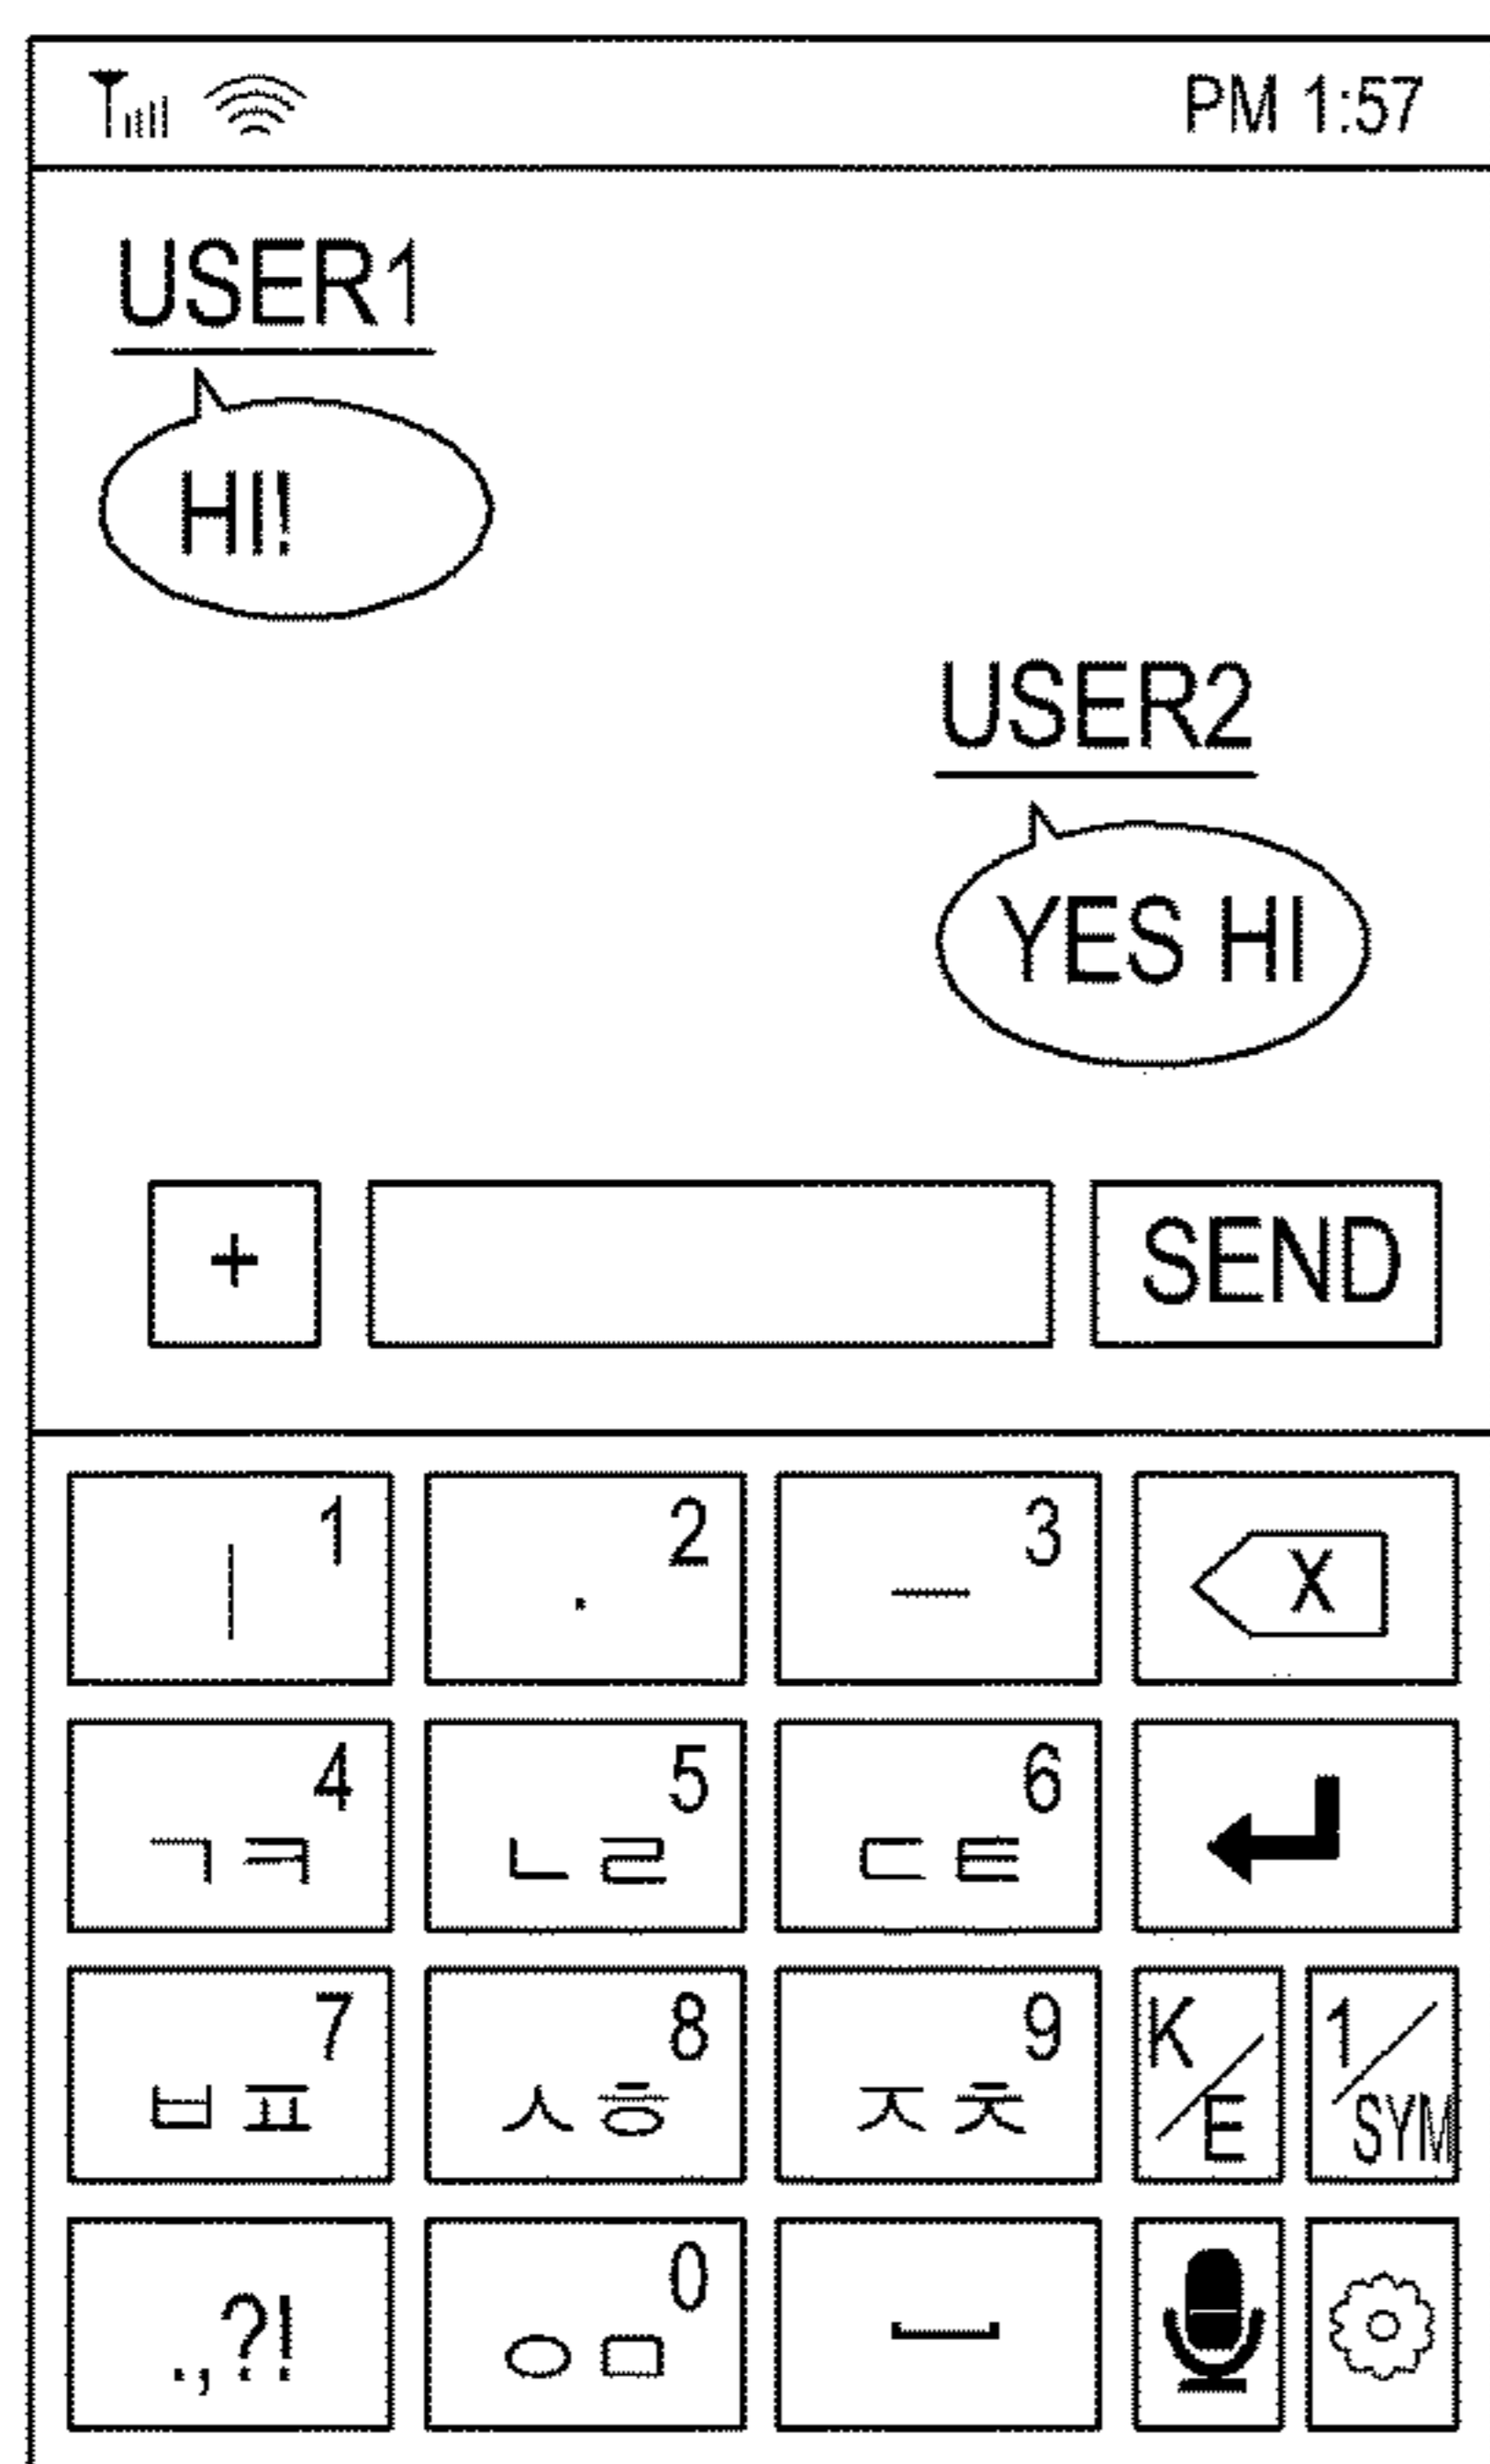 PM 1:57
USER1
HI!
USER2
YES HI
+
SEND
1
ㅣ
2
·
3
ㅡ
X
4
ㄱㅋ
5
ㄴㄹ
6
ㄷㅌ
7
ㅂㅍ
8
ㅅㅎ
9
ㅈㅊ
K/E
1/SYM
.,?!
0
ㅇㅁ